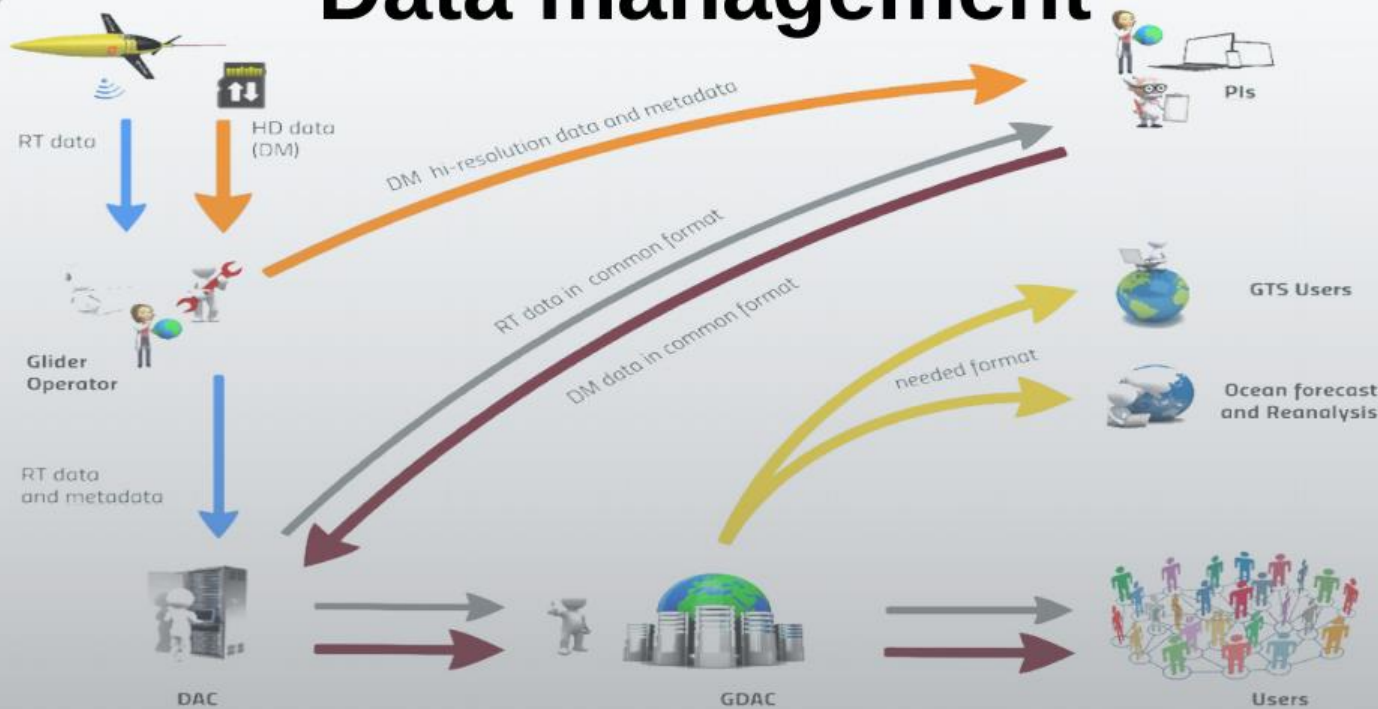 Data management
RT data
HD data
(DM)
DM hi-resolution data and metadata
PIs
RT data in common format
DM data in common format
GTS Users
needed format
Glider
Operator
Ocean forecast
and Reanalysis
RT data
and metadata
DAC
GDAC
Users